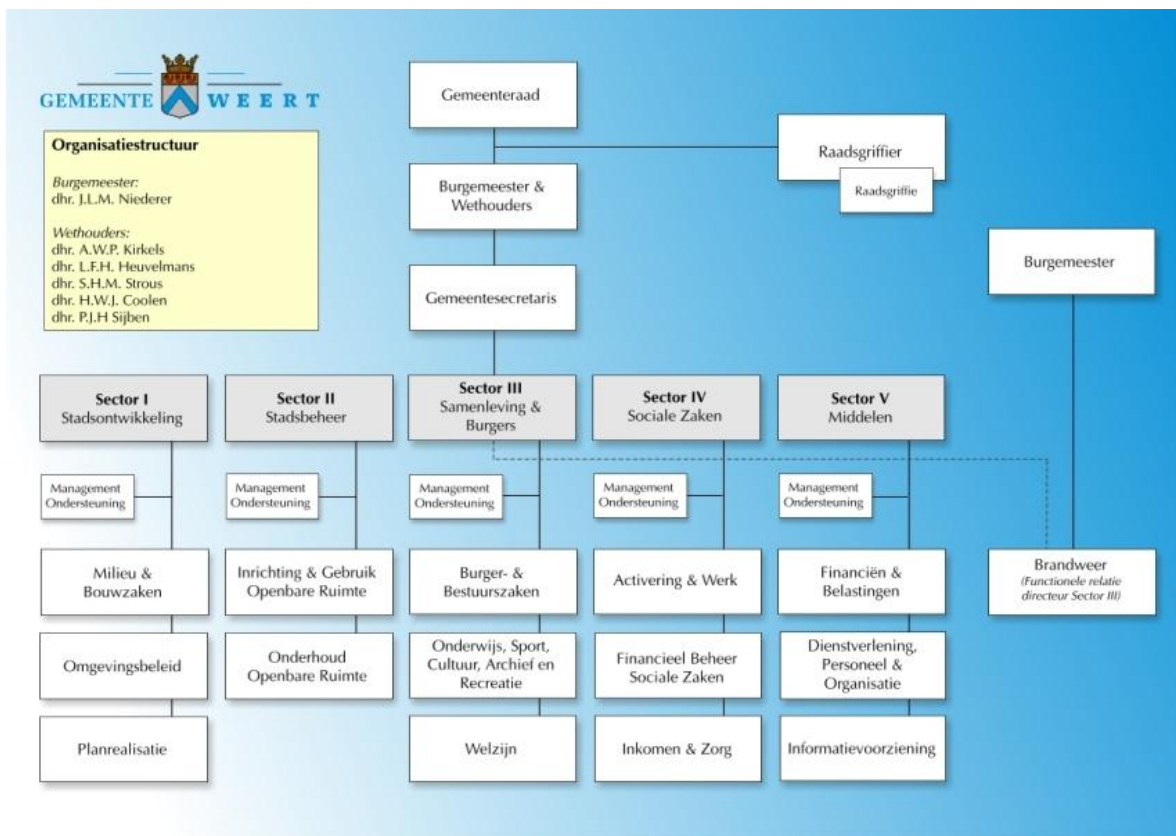 GEMEENTE WEERT
Organisatiestructuur
Burgemeester:
dhr. J.L.M. Niederer
Wethouders:
dhr. A.W.P. Kirkels
dhr. L.F.H. Heuvelmans
dhr. S.H.M. Strous
dhr. H.W.J. Coolen
dhr. P.J.H Sijben
Gemeenteraad
Raadsgriffier
Raadsgriffie
Burgemeester &
Wethouders
Burgemeester
Gemeentesecretaris
Sector I
Stadsontwikkeling
Sector II
Stadsbeheer
Sector III
Samenleving &
Burgers
Sector IV
Sociale Zaken
Sector V
Middelen
Management
Ondersteuning
Management
Ondersteuning
Management
Ondersteuning
Management
Ondersteuning
Management
Ondersteuning
Milieu &
Bouwzaken
Inrichting & Gebruik
Openbare Ruimte
Burger- &
Bestuurszaken
Activering & Werk
Financiën &
Belastingen
Brandweer
(Functionele relatie
directeur Sector III)
Omgevingsbeleid
Onderhoud
Openbare Ruimte
Onderwijs, Sport,
Cultuur, Archief en
Recreatie
Financieel Beheer
Sociale Zaken
Dienstverlening,
Personeel &
Organisatie
Planrealisatie
Welzijn
Inkomen & Zorg
Informatievoorziening